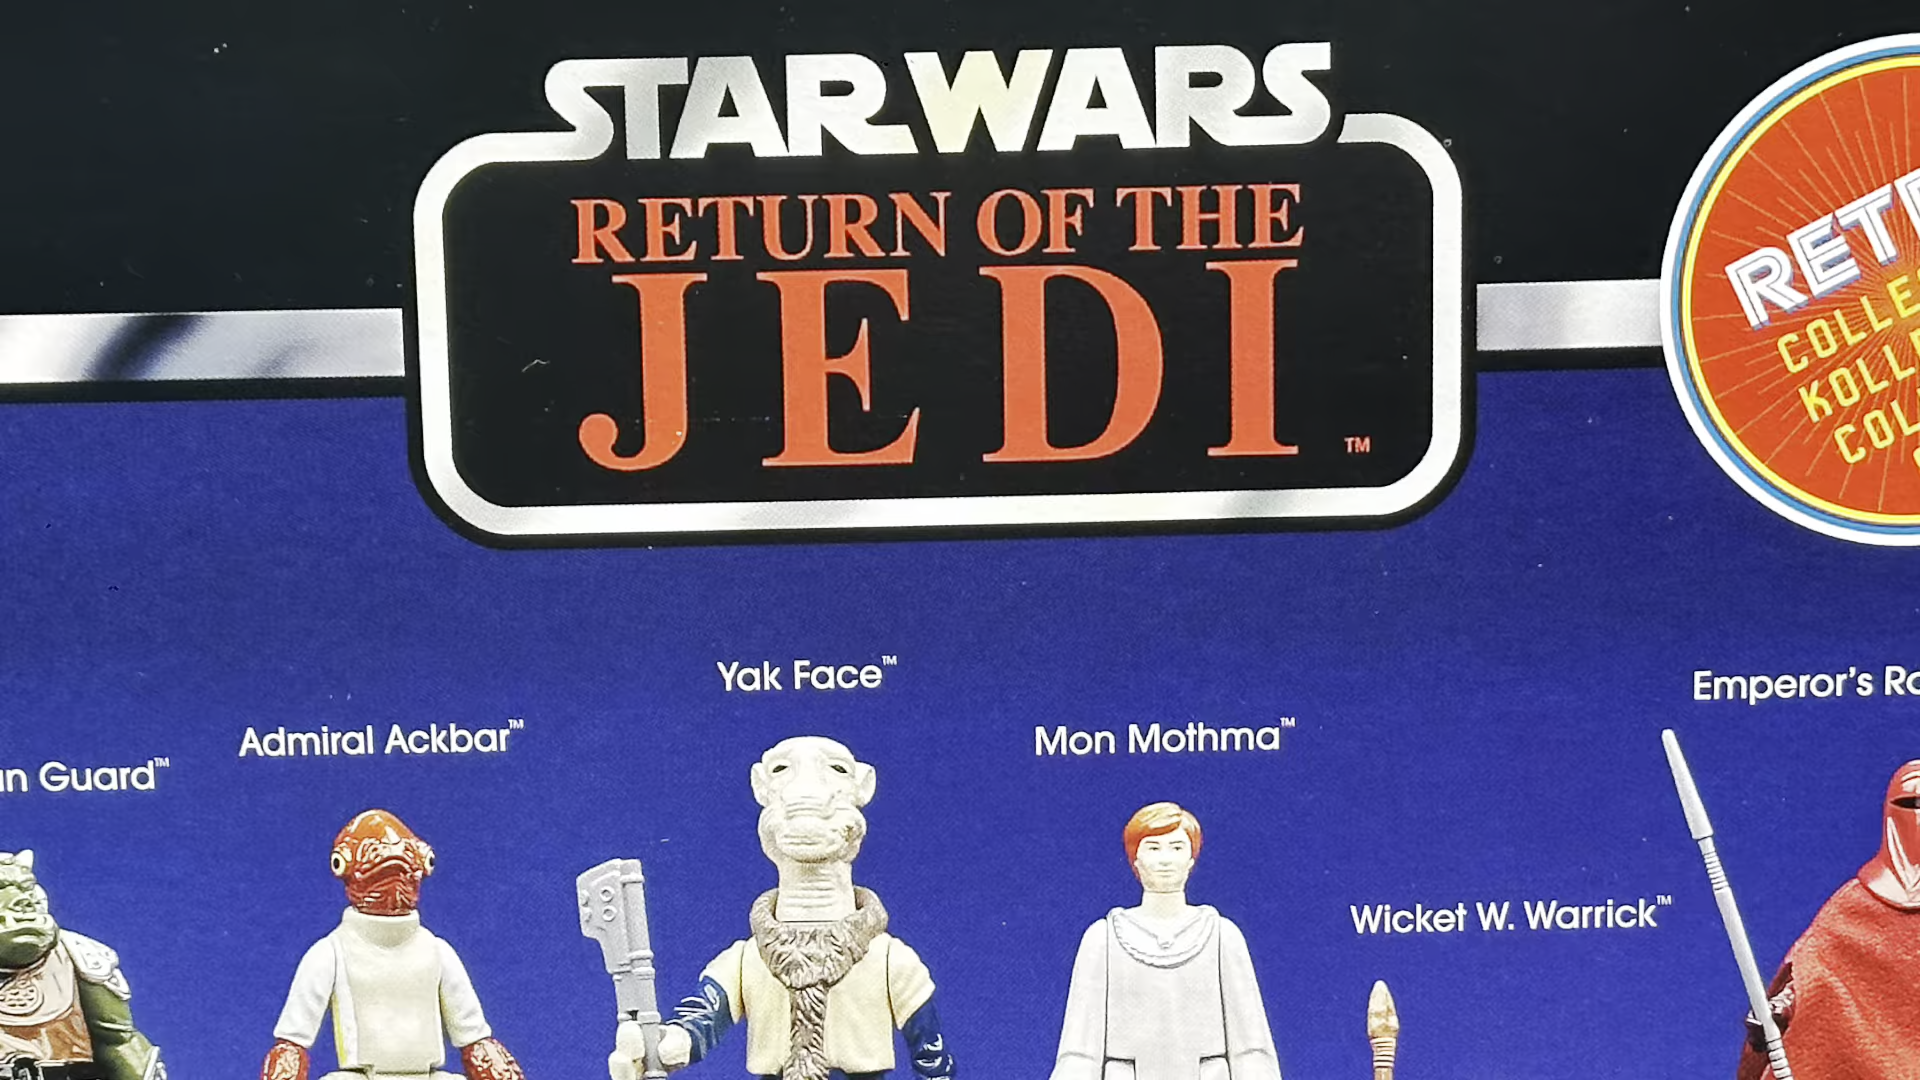 STAR WARS
RETURN OF THE
JEDI ™
Yak Face™
Admiral Ackbar™
Mon Mothma™
Guard™
Wicket W. Warrick™
Emperor's